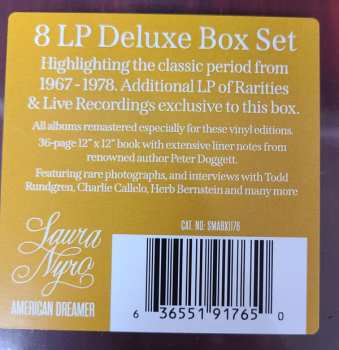 8 LP Deluxe Box Set
Highlighting the classic period from
1967-1978. Additional LP of Rarities
& Live Recordings exclusive to this box.
All albums remastered especially for these vinyl editions.
36-page 12" x 12" book with extensive liner notes from
renowned author Peter Doggett.
Featuring rare photographs, and interviews with Todd
Rundgren, Charlie Callelo, Herb Bernstein and many more
Laura
Nyro
AMERICAN DREAMER
CAT. NO: SMABX1176
6 36551 91765 0